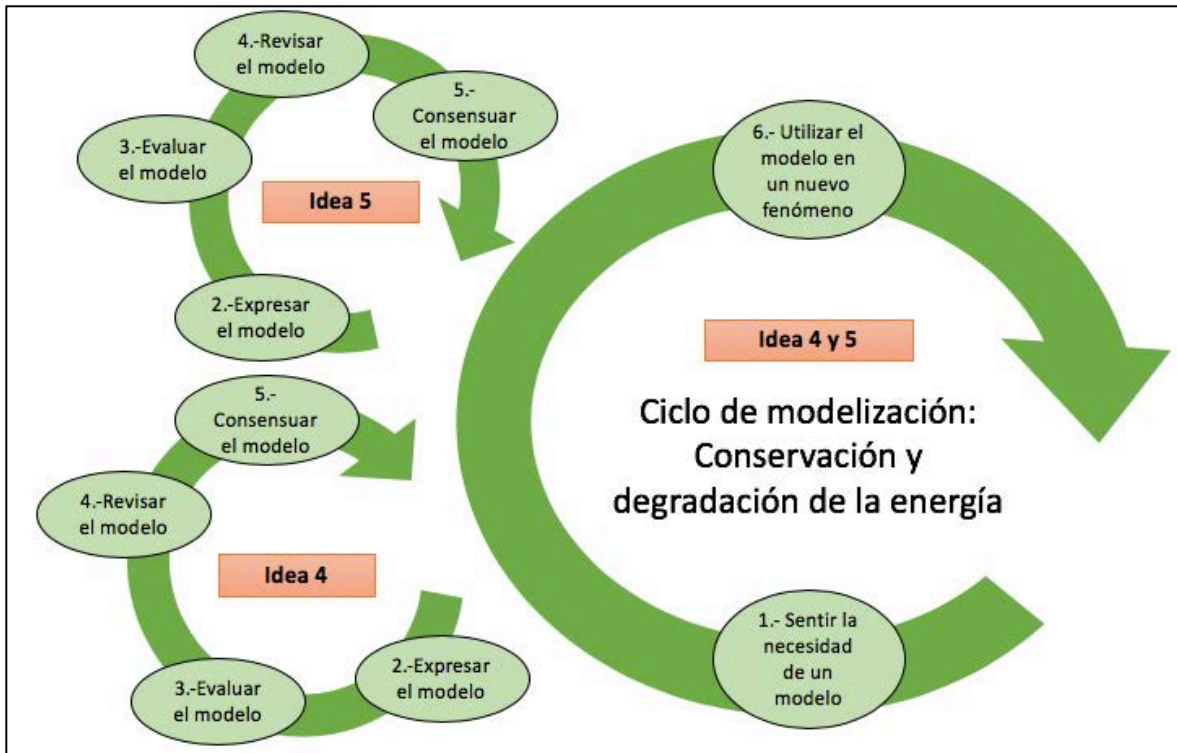 4.-Revisar
el modelo
5.-
Consensuar
el modelo
3.-Evaluar
el modelo
Idea 5
2.-Expresar
el modelo
6.- Utilizar el
modelo en
un nuevo
fenómeno
Idea 4 y 5
Ciclo de modelización:
Conservación y
degradación de la energía
5.-
Consensuar
el modelo
4.-Revisar
el modelo
Idea 4
3.-Evaluar
el modelo
2.-Expresar
el modelo
1.- Sentir la
necesidad
de un
modelo